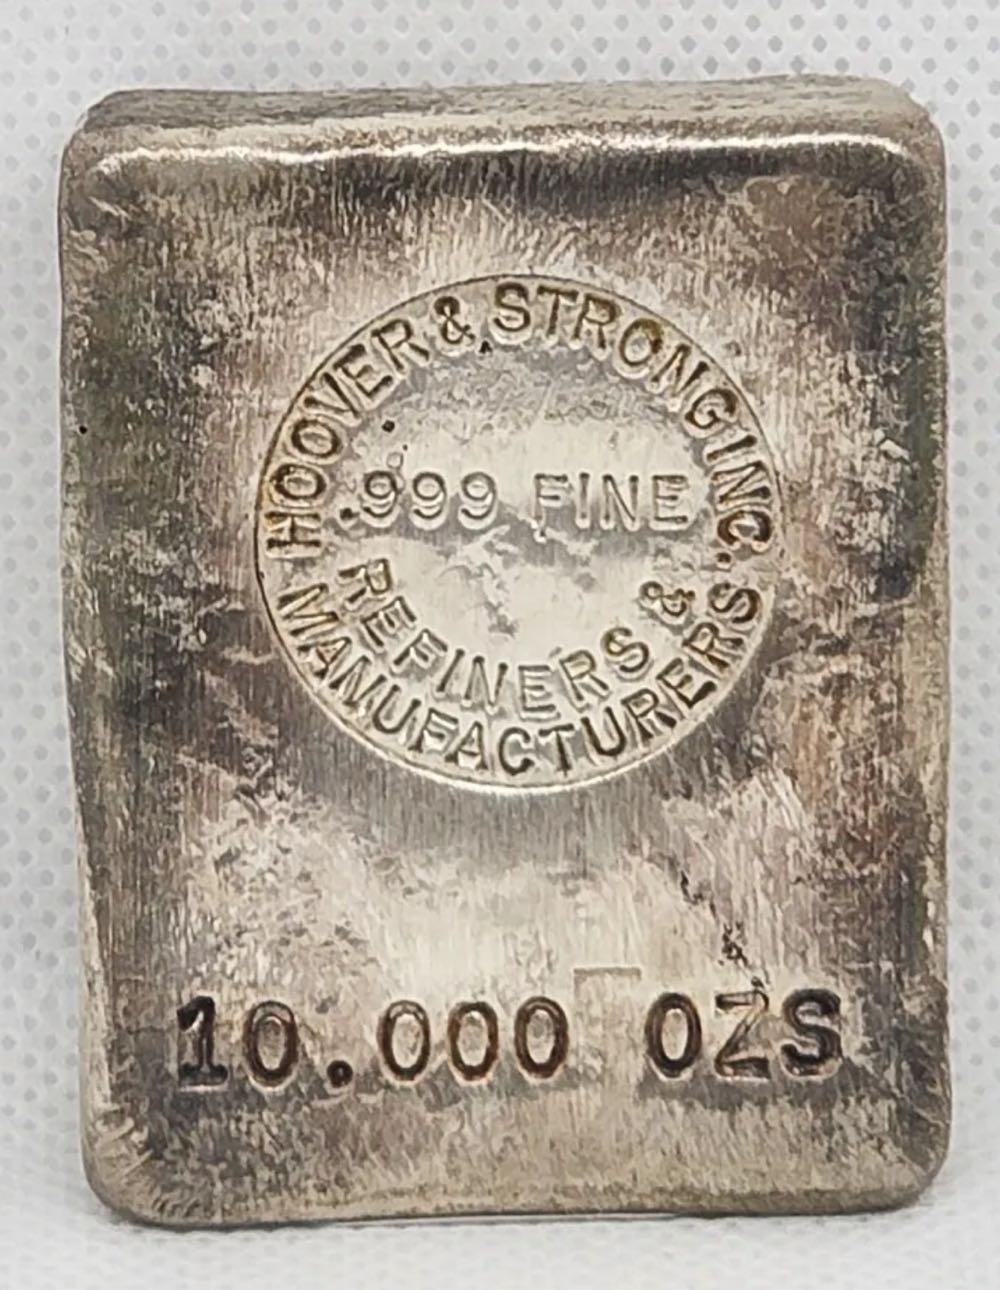 HOOVER & STRONG INC.
.999 FINE
REFINERS &
MANUFACTURERS
10.000 OZS